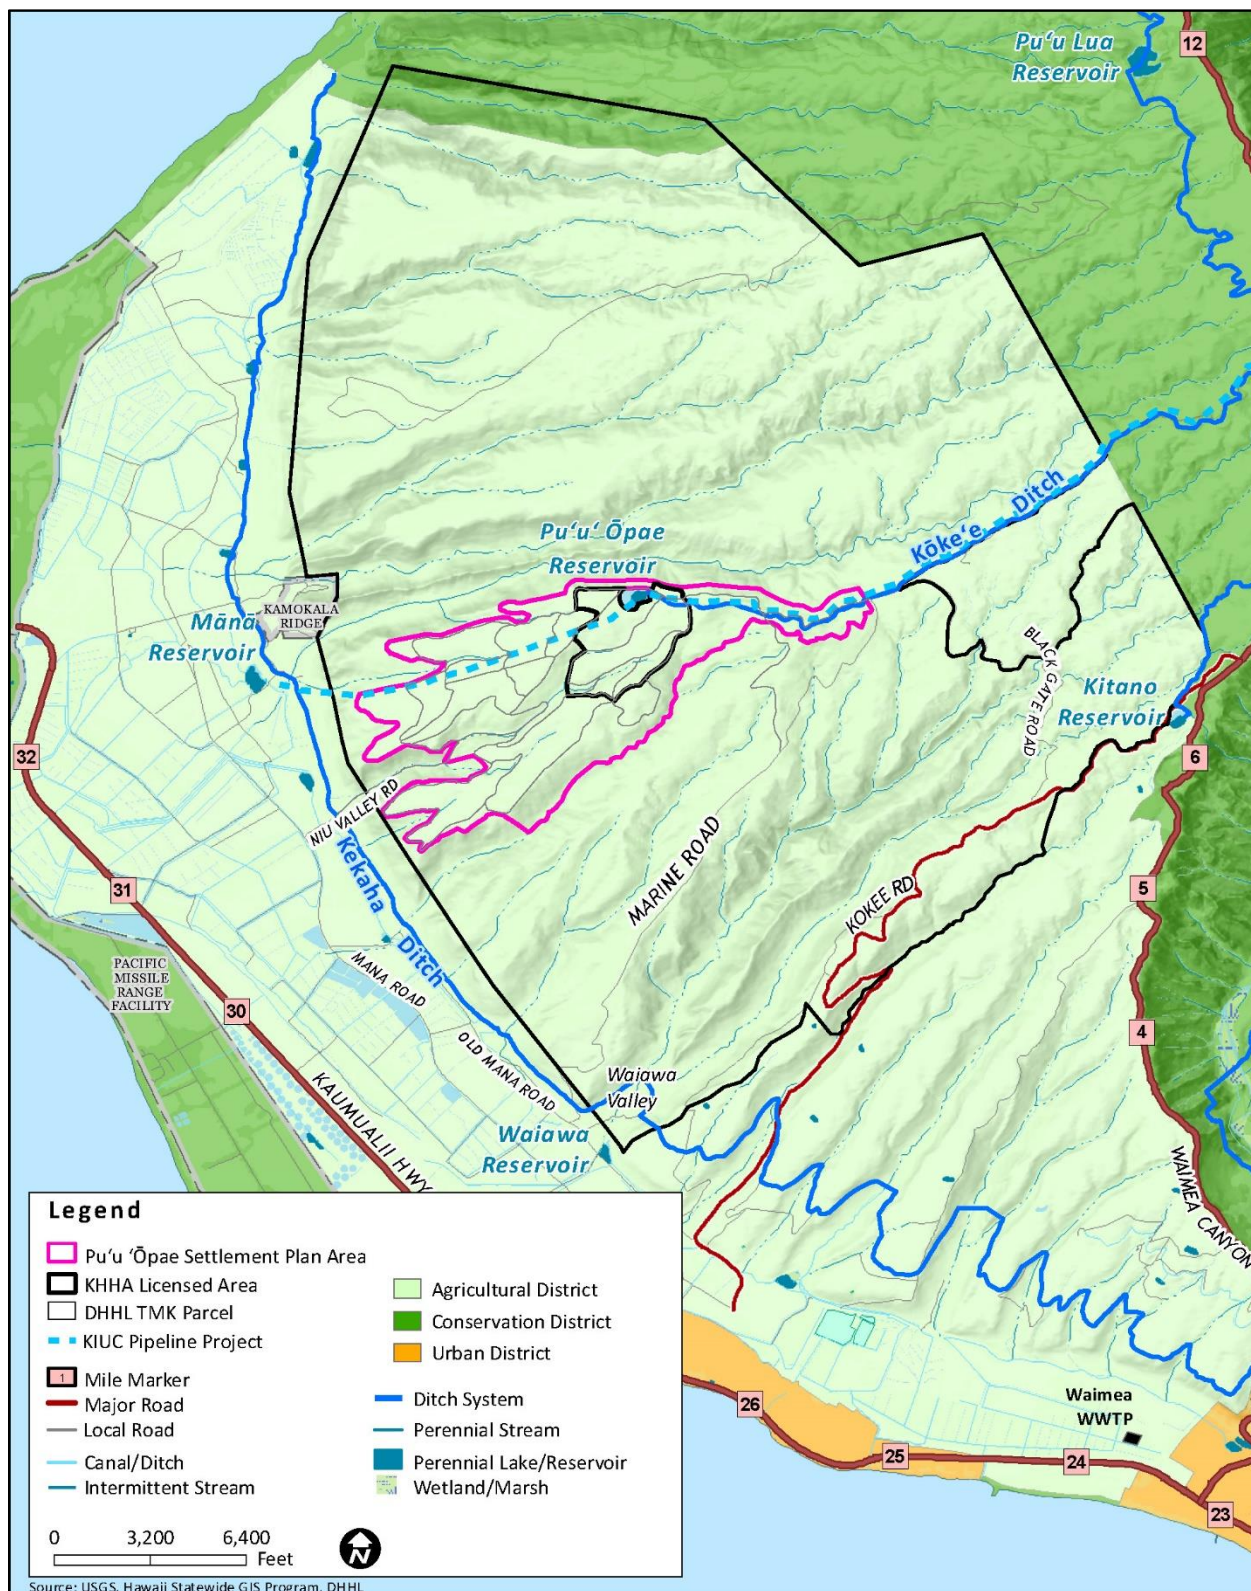 Pu‘u Lua
Reservoir
12
Pu‘u ‘Ōpae
Reservoir
Kōke‘e Ditch
KAMOKALA
RIDGE
Mānā
Reservoir
BLACK GATE ROAD
Kitano
Reservoir
32
6
NIU VALLEY RD
Kekaha Ditch
MARINE ROAD
KOKEE RD
31
5
PACIFIC
MISSILE
RANGE
FACILITY
MANA ROAD
30
4
OLD MANA ROAD
Waiawa
Valley
KAUMUALII HWY
Waiawa
Reservoir
WAIMEA CANYON
Legend
Pu‘u ‘Ōpae Settlement Plan Area
KHHA Licensed Area
DHHL TMK Parcel
KIUC Pipeline Project
1 Mile Marker
Major Road
Local Road
Canal/Ditch
Intermittent Stream
Agricultural District
Conservation District
Urban District
Ditch System
Perennial Stream
Perennial Lake/Reservoir
Wetland/Marsh
0 3,200 6,400
Feet
N
26
25
24
23
Waimea
WWTP
Source: USGS, Hawaii Statewide GIS Program, DHHL